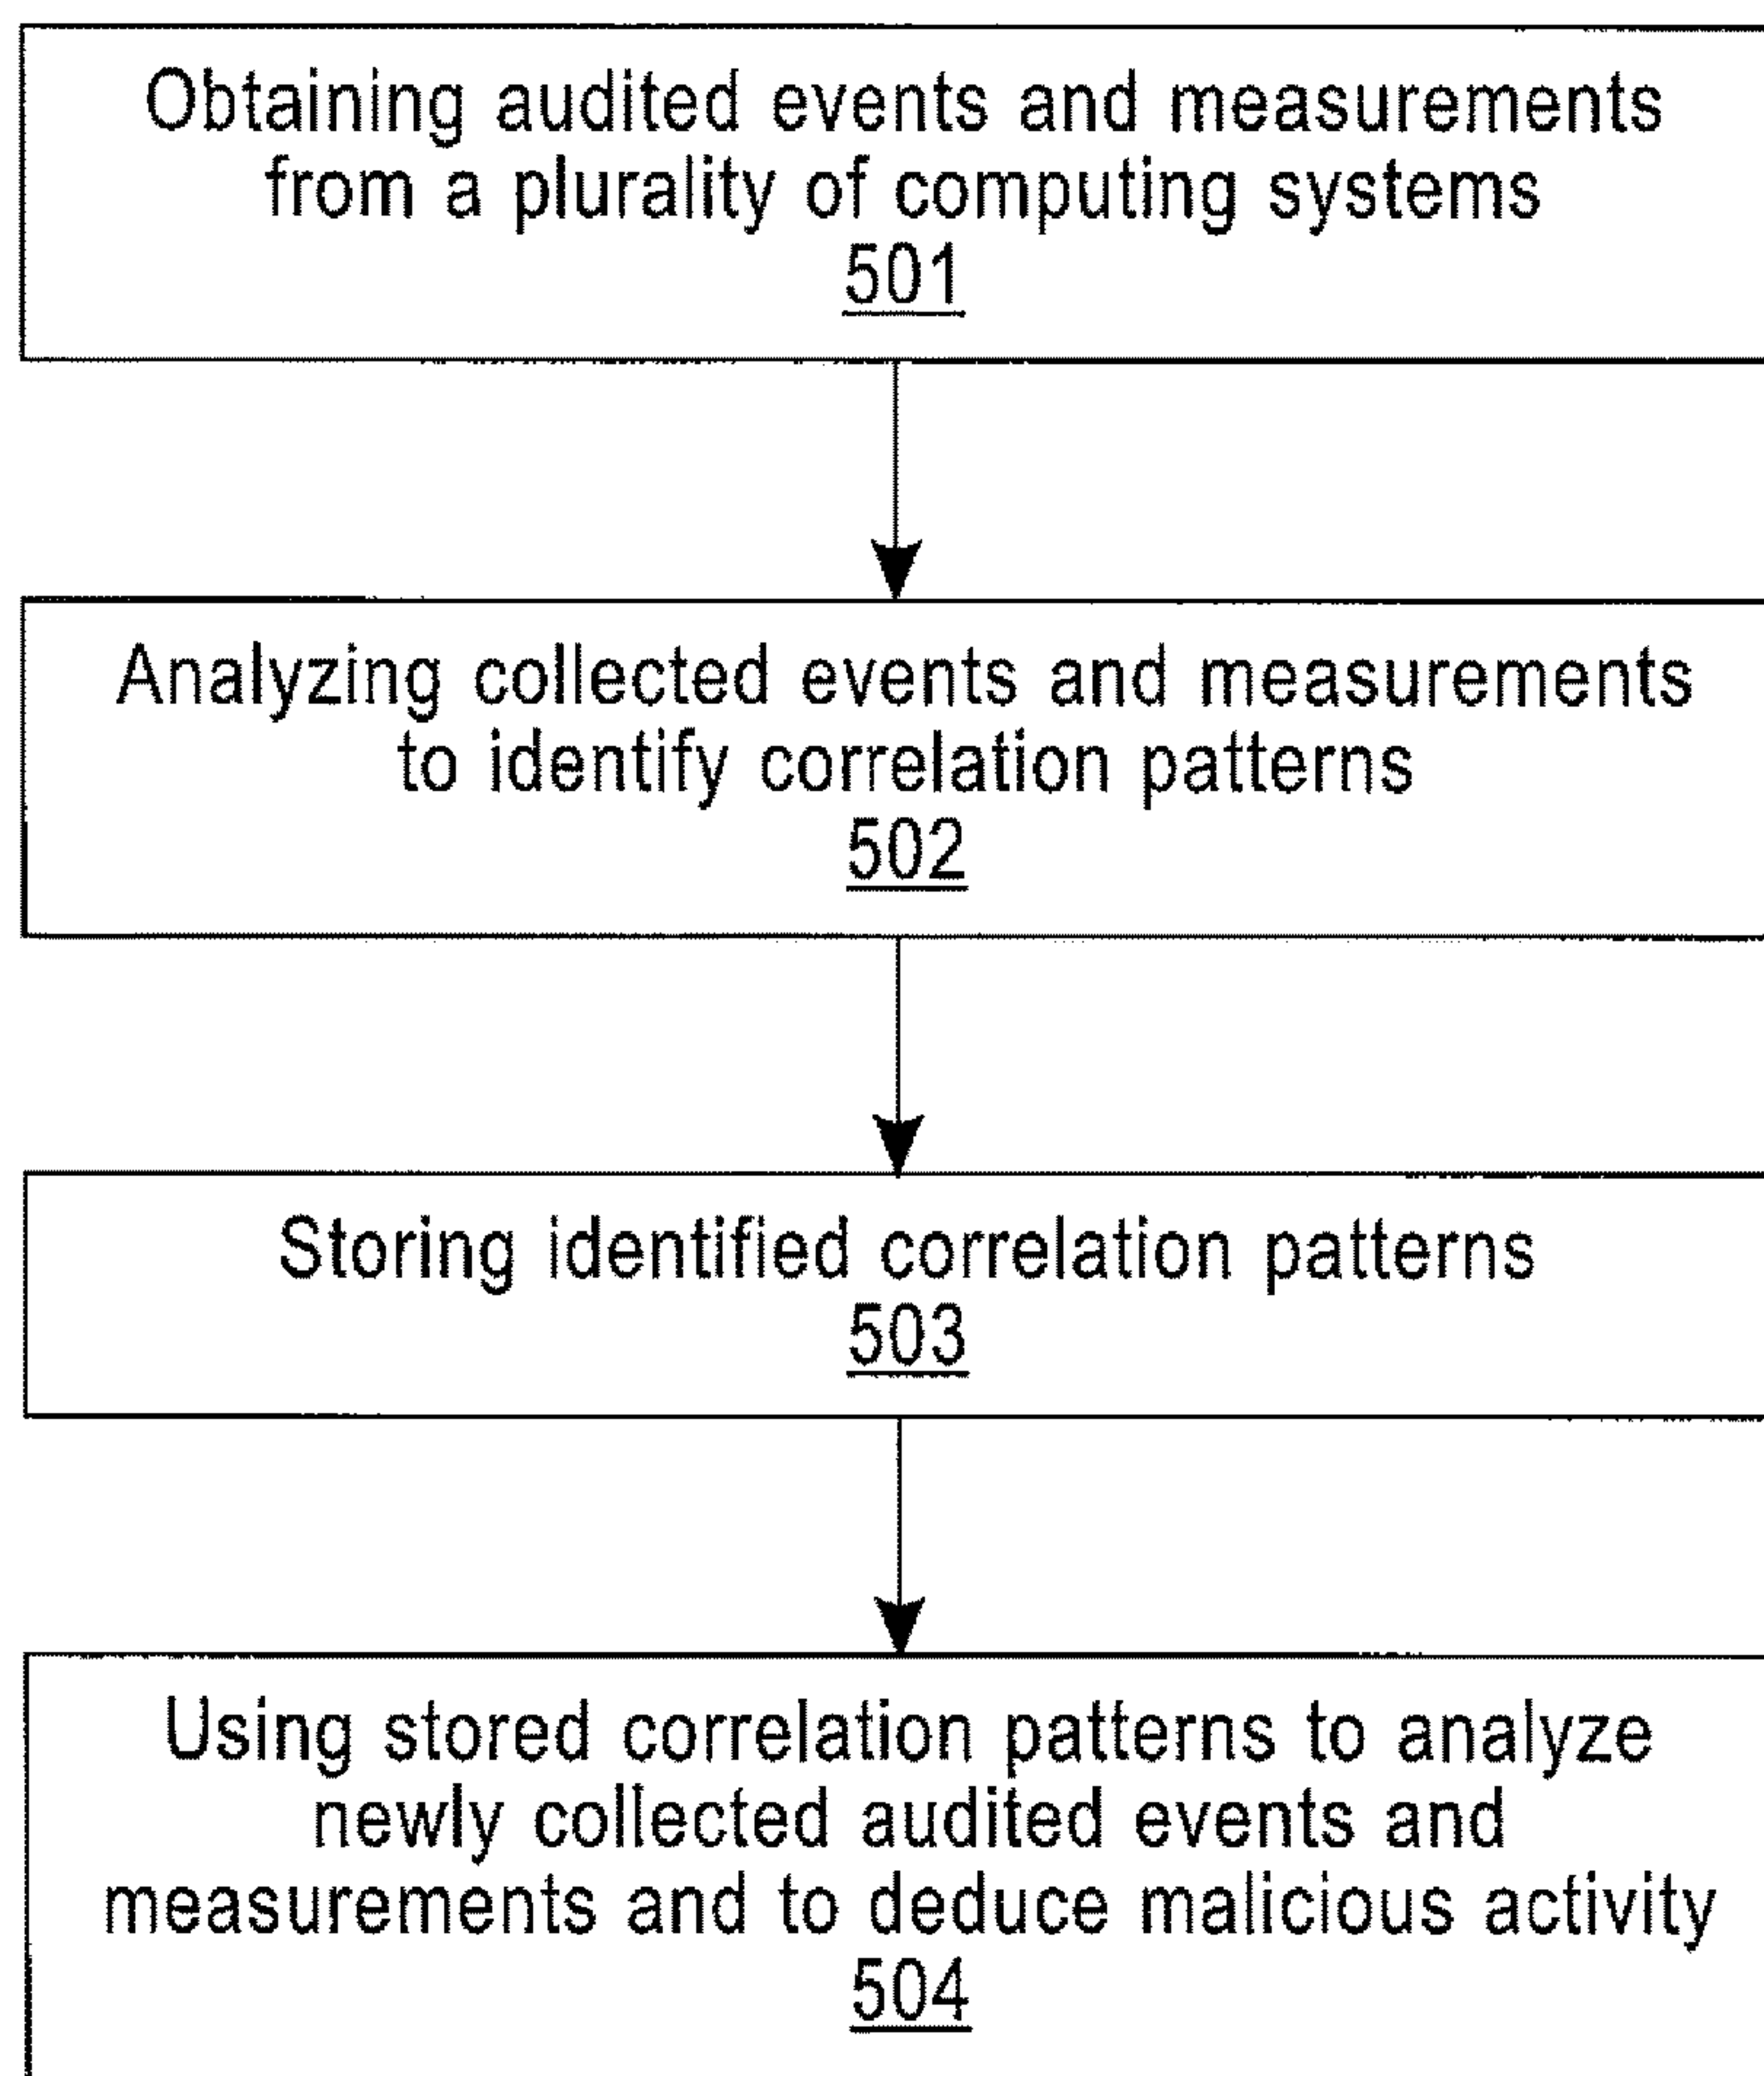 Obtaining audited events and measurements
from a plurality of computing systems
501
Analyzing collected events and measurements
to identify correlation patterns
502
Storing identified correlation patterns
503
Using stored correlation patterns to analyze
newly collected audited events and
measurements and to deduce malicious activity
504